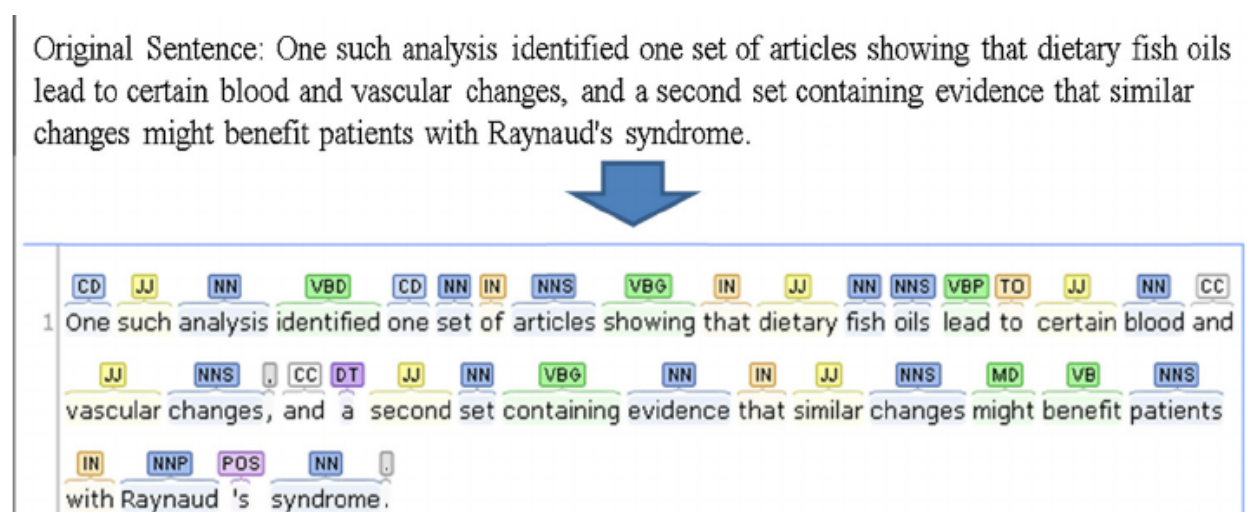 Original Sentence: One such analysis identified one set of articles showing that dietary fish oils
lead to certain blood and vascular changes, and a second set containing evidence that similar
changes might benefit patients with Raynaud's syndrome.
CD JJ NN VBD CD NN IN NNS VBG IN JJ NN NNS VBP TO JJ NN CC
1 One such analysis identified one set of articles showing that dietary fish oils lead to certain blood and
JJ NNS , CC DT JJ NN VBG NN IN JJ NNS MD VB NNS
vascular changes, and a second set containing evidence that similar changes might benefit patients
IN NNP POS NN .
with Raynaud 's syndrome.